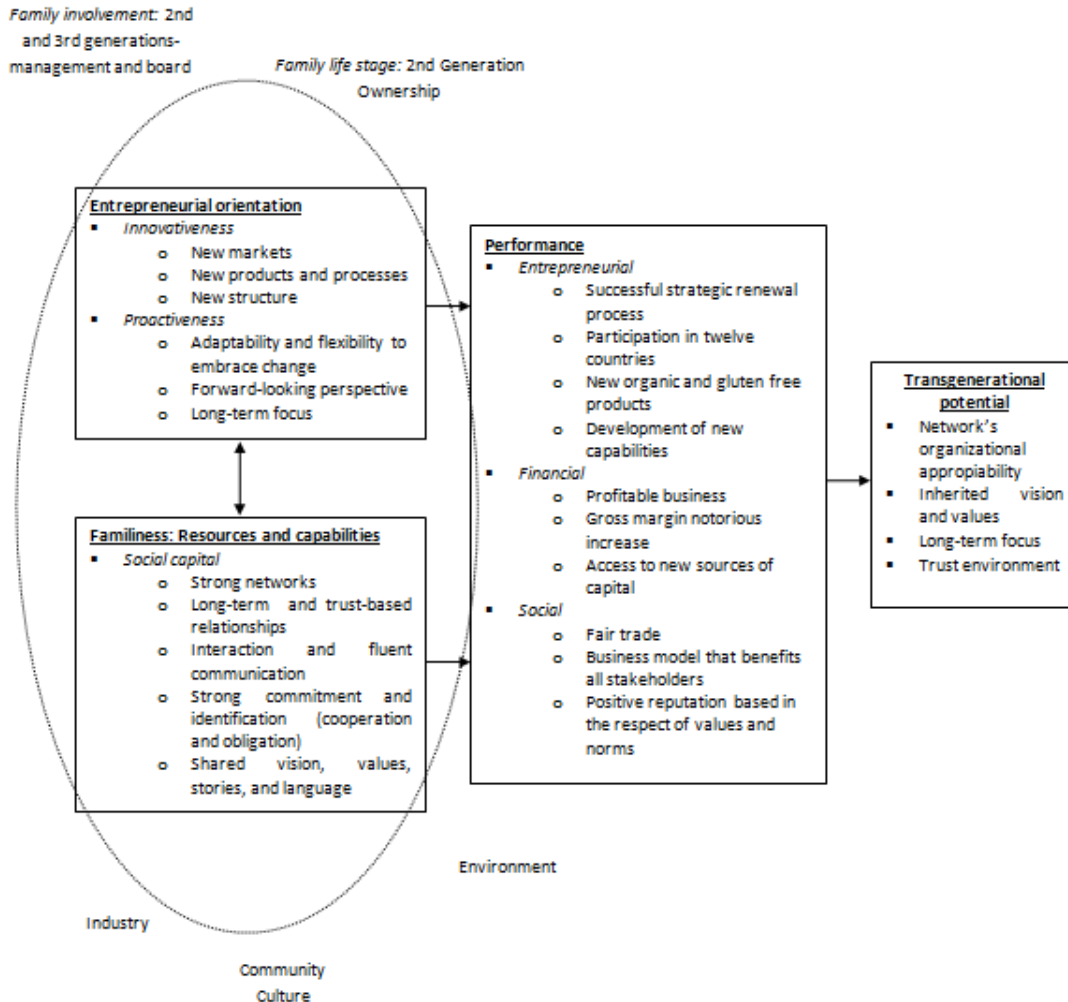 Family involvement: 2nd
and 3rd generations-
management and board
Family life stage: 2nd Generation
Ownership
Entrepreneurial orientation
▪ Innovativeness
o New markets
o New products and processes
o New structure
▪ Proactiveness
o Adaptability and flexibility to
embrace change
o Forward-looking perspective
o Long-term focus
Familiness: Resources and capabilities
▪ Social capital
o Strong networks
o Long-term and trust-based
relationships
o Interaction and fluent
communication
o Strong commitment and
identification (cooperation
and obligation)
o Shared vision, values,
stories, and language
Performance
▪ Entrepreneurial
o Successful strategic renewal
process
o Participation in twelve
countries
o New organic and gluten free
products
o Development of new
capabilities
▪ Financial
o Profitable business
o Gross margin notorious
increase
o Access to new sources of
capital
▪ Social
o Fair trade
o Business model that benefits
all stakeholders
o Positive reputation based in
the respect of values and
norms
Transgenerational
potential
▪ Network's
organizational
appropiability
▪ Inherited vision
and values
▪ Long-term focus
▪ Trust environment
Environment
Industry
Community
Culture